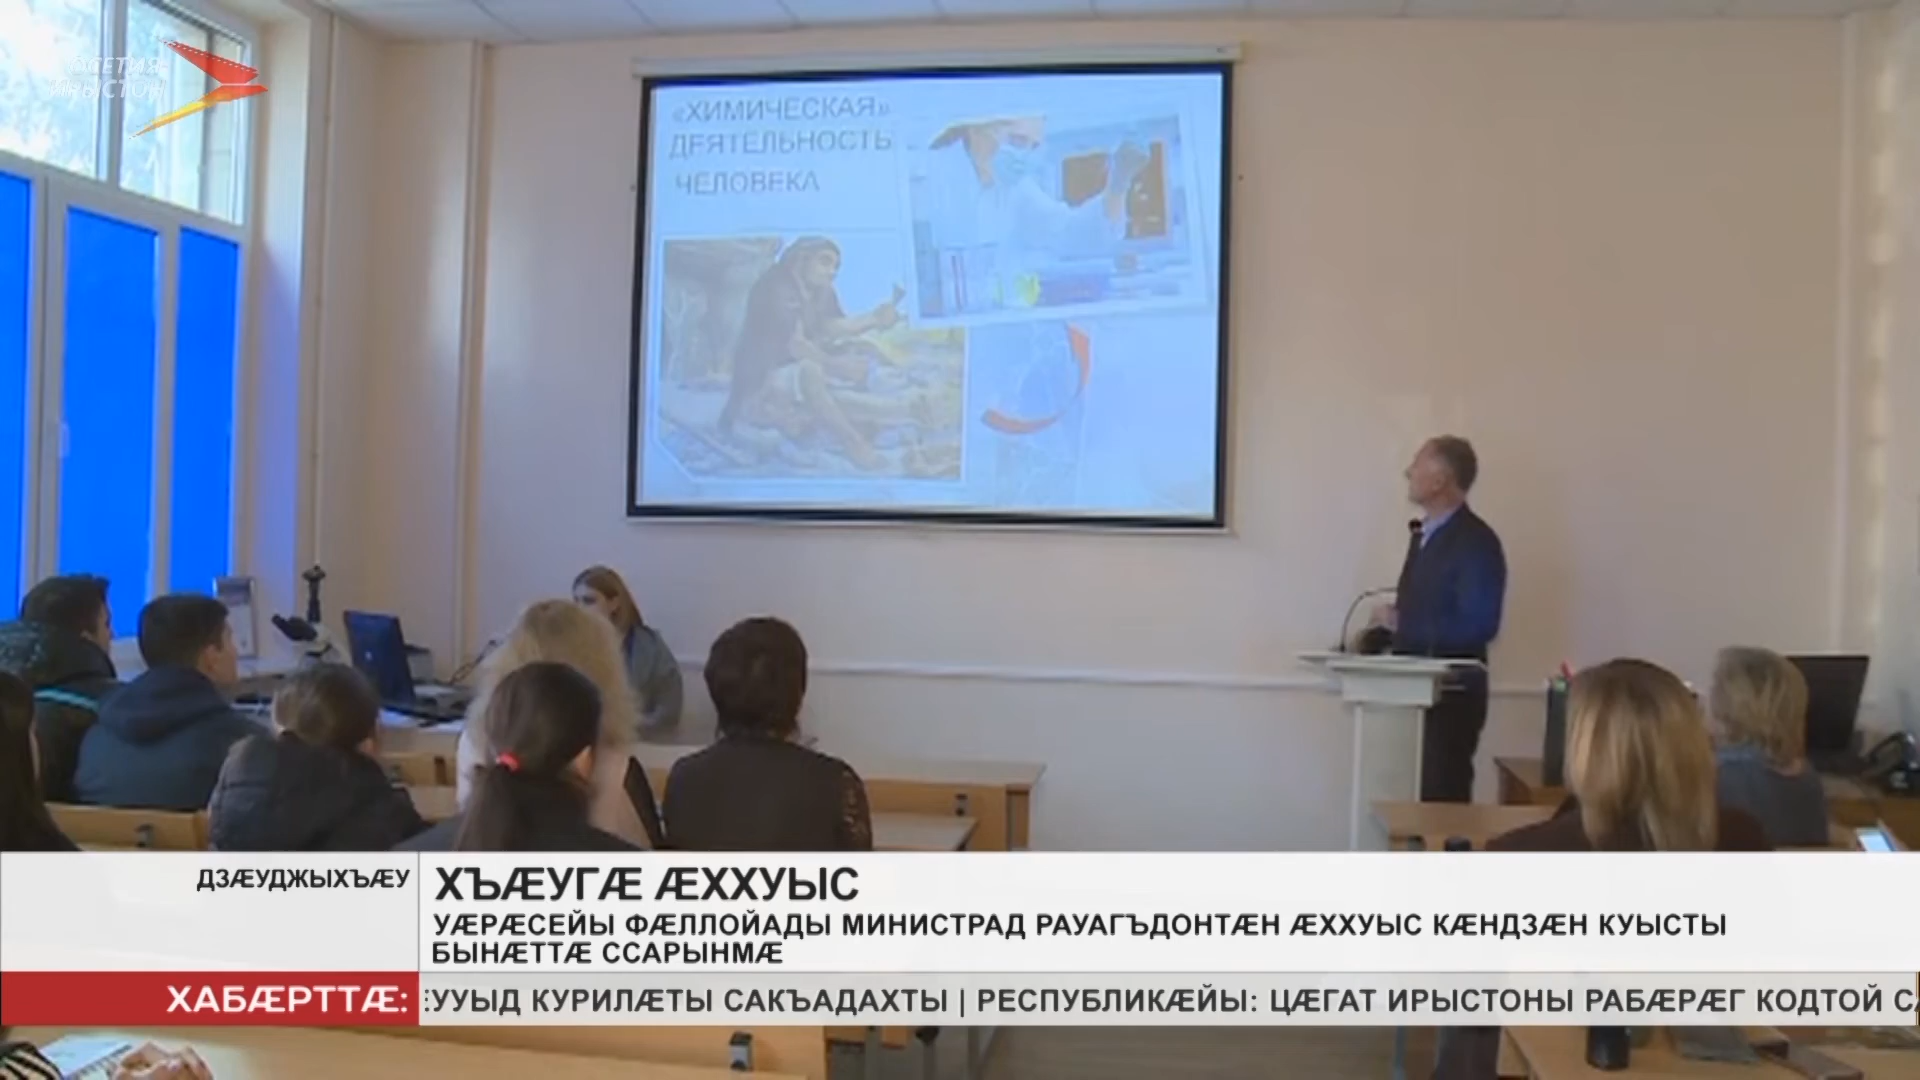 ОСЕТИЯ
ИРЫСТОН
«ХИМИЧЕСКАЯ»
ДЕЯТЕЛЬНОСТЬ
ЧЕЛОВЕКА
ДЗÆУДЖЫХЪÆУ
ХЪÆУГÆ ÆХХУЫС
УÆРÆСЕЙЫ ФÆЛЛОЙАДЫ МИНИСТРАД РАУАГЪДОНТÆН ÆХХУЫС КÆНДЗÆН КУЫСТЫ
БЫНÆТТÆ ССАРЫНМÆ
ХАБÆРТТÆ:
УУЫД КУРИЛÆТЫ САКЪАДАХТЫ | РЕСПУБЛИКÆЙЫ: ЦÆГАТ ИРЫСТОНЫ РАБÆРÆГ КОДТОЙ